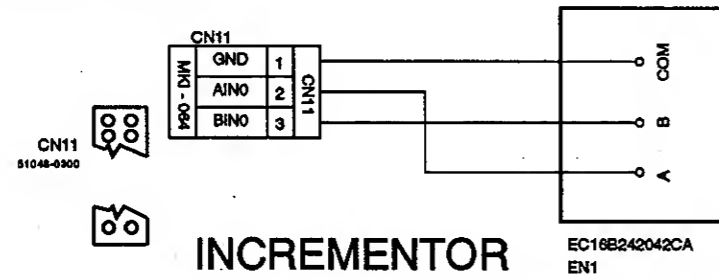 CN11
GND 1
AIN0 2
BIN0 3
MKI-064
CN11
COM
B
A
CN11
51048-0300
INCREMENTOR
EC16B242042CA
EN1